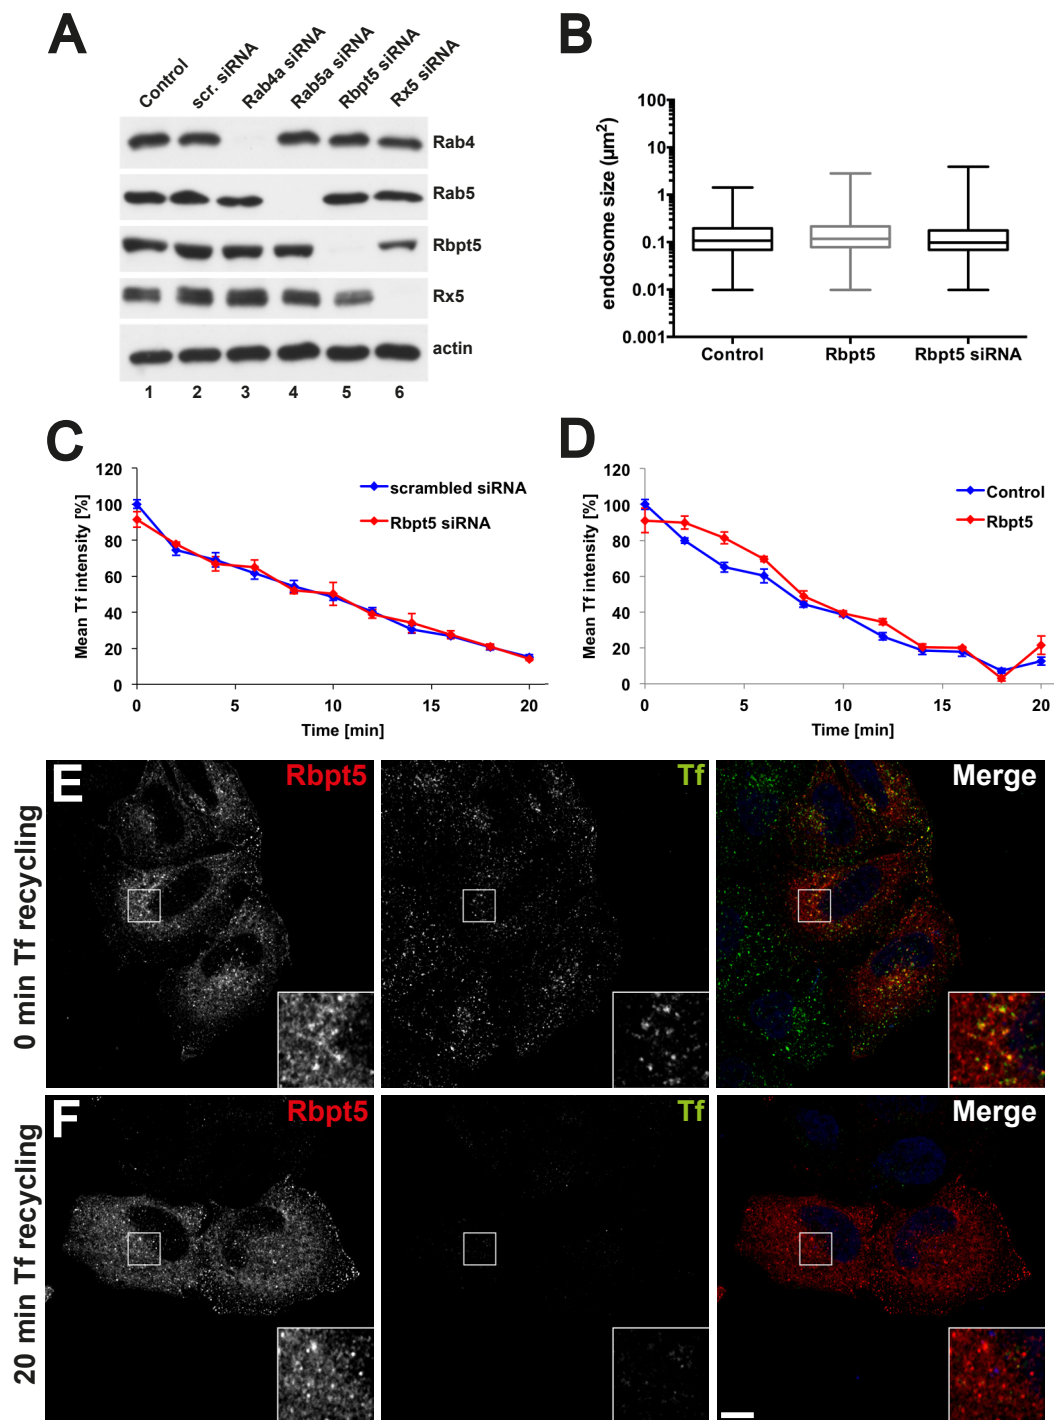 A
Control
scr. siRNA
Rab4a siRNA
Rab5a siRNA
Rbpt5 siRNA
Rx5 siRNA
Rab4
Rab5
Rbpt5
Rx5
actin
1 2 3 4 5 6
B
endosome size (µm²)
100
10
1
0.1
0.01
0.001
Control Rbpt5 Rbpt5 siRNA
C
Mean Tf intensity [%]
120
100
80
60
40
20
0
0 5 10 15 20
Time [min]
scrambled siRNA
Rbpt5 siRNA
D
Mean Tf intensity [%]
120
100
80
60
40
20
0
0 5 10 15 20
Time [min]
Control
Rbpt5
0 min Tf recycling
E Rbpt5 Tf Merge
20 min Tf recycling
F Rbpt5 Tf Merge